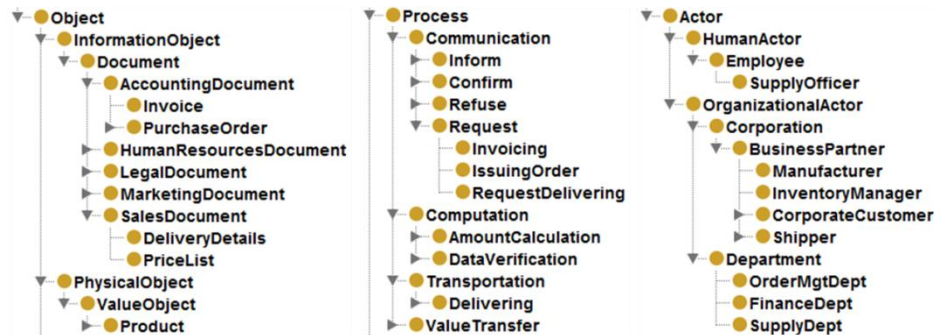 Object
InformationObject
Document
AccountingDocument
Invoice
PurchaseOrder
HumanResourcesDocument
LegalDocument
MarketingDocument
SalesDocument
DeliveryDetails
PriceList
PhysicalObject
ValueObject
Product
Process
Communication
Inform
Confirm
Refuse
Request
Invoicing
IssuingOrder
RequestDelivering
Computation
AmountCalculation
DataVerification
Transportation
Delivering
ValueTransfer
Actor
HumanActor
Employee
SupplyOfficer
OrganizationalActor
Corporation
BusinessPartner
Manufacturer
InventoryManager
CorporateCustomer
Shipper
Department
OrderMgtDept
FinanceDept
SupplyDept